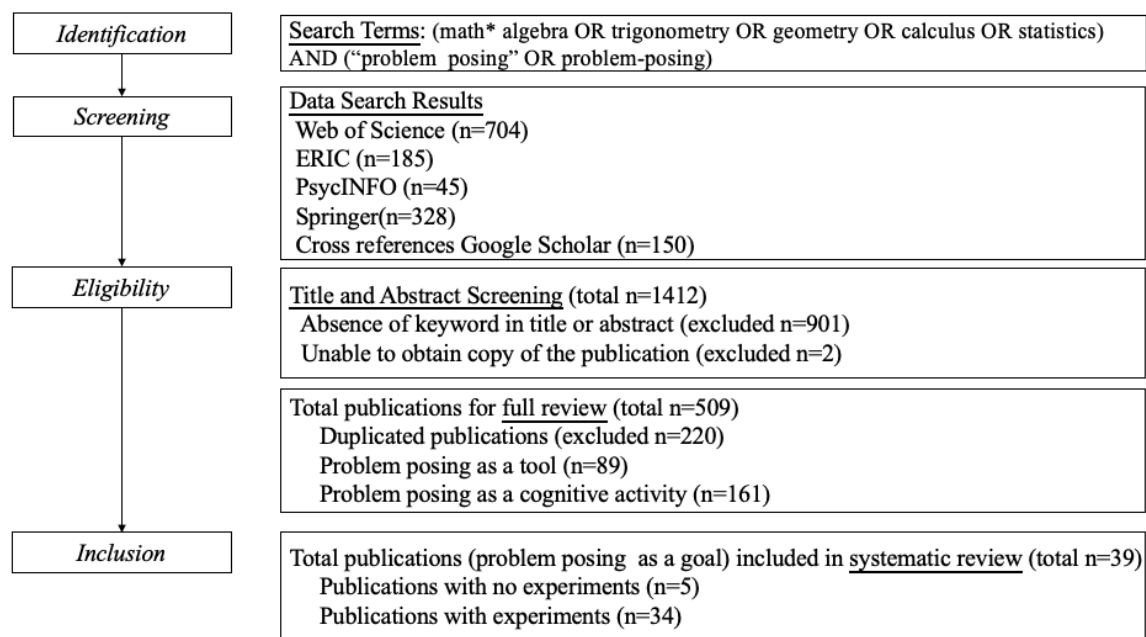 Identification
Search Terms: (math* algebra OR trigonometry OR geometry OR calculus OR statistics)
AND (“problem posing” OR problem-posing)
Screening
Data Search Results
Web of Science (n=704)
ERIC (n=185)
PsycINFO (n=45)
Springer(n=328)
Cross references Google Scholar (n=150)
Eligibility
Title and Abstract Screening (total n=1412)
Absence of keyword in title or abstract (excluded n=901)
Unable to obtain copy of the publication (excluded n=2)
Total publications for full review (total n=509)
Duplicated publications (excluded n=220)
Problem posing as a tool (n=89)
Problem posing as a cognitive activity (n=161)
Inclusion
Total publications (problem posing as a goal) included in systematic review (total n=39)
Publications with no experiments (n=5)
Publications with experiments (n=34)